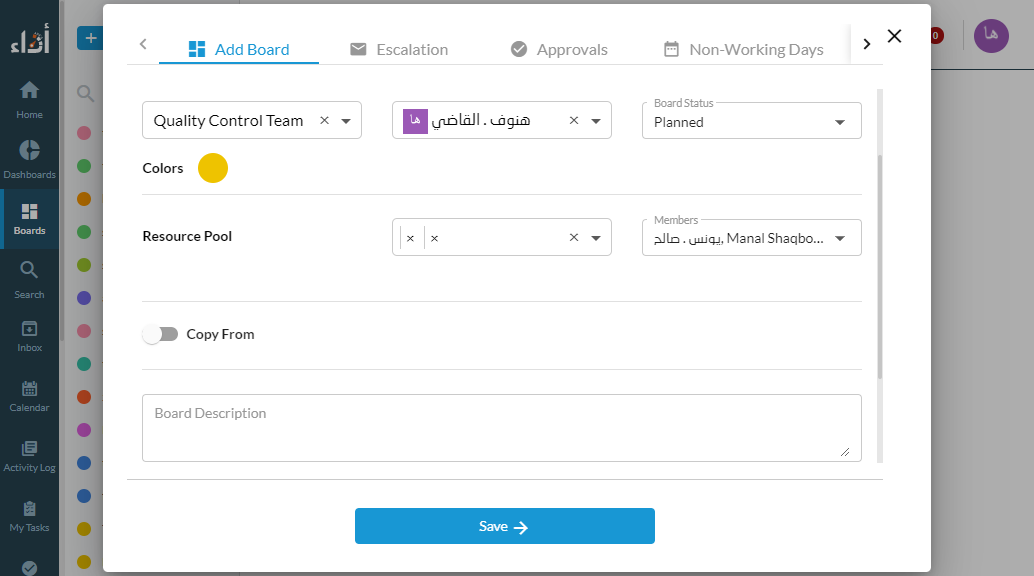 أداء
Home
Dashboards
Boards
Search
Inbox
Calendar
Activity Log
My Tasks
+
Add Board
Escalation
Approvals
Non-Working Days
0
ها
Quality Control Team
ها هنوف . القاضي
Board Status
Planned
Colors
Resource Pool
Members
يونس . صالح, Manal Shaqbo...
Copy From
Board Description
Save